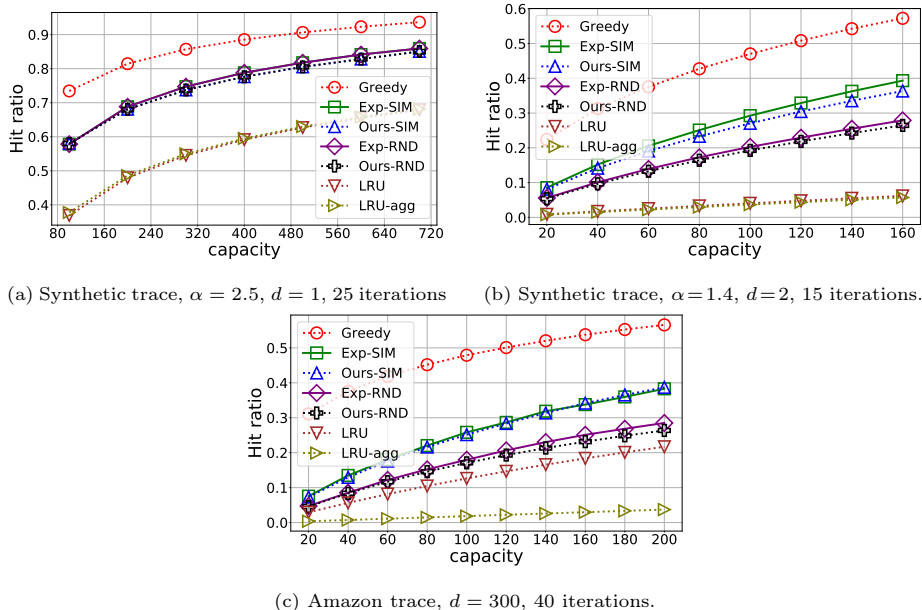 0.9
0.8
0.7
0.6
0.5
0.4
Hit ratio
80 160 240 320 400 480 560 640 720
capacity
Greedy
Exp-SIM
Ours-SIM
Exp-RND
Ours-RND
LRU
LRU-agg
(a) Synthetic trace, α = 2.5, d = 1, 25 iterations
0.6
0.5
0.4
0.3
0.2
0.1
0.0
Hit ratio
20 40 60 80 100 120 140 160
capacity
Greedy
Exp-SIM
Ours-SIM
Exp-RND
Ours-RND
LRU
LRU-agg
(b) Synthetic trace, α=1.4, d=2, 15 iterations.
0.5
0.4
0.3
0.2
0.1
0.0
Hit ratio
20 40 60 80 100 120 140 160 180 200
capacity
Greedy
Exp-SIM
Ours-SIM
Exp-RND
Ours-RND
LRU
LRU-agg
(c) Amazon trace, d = 300, 40 iterations.